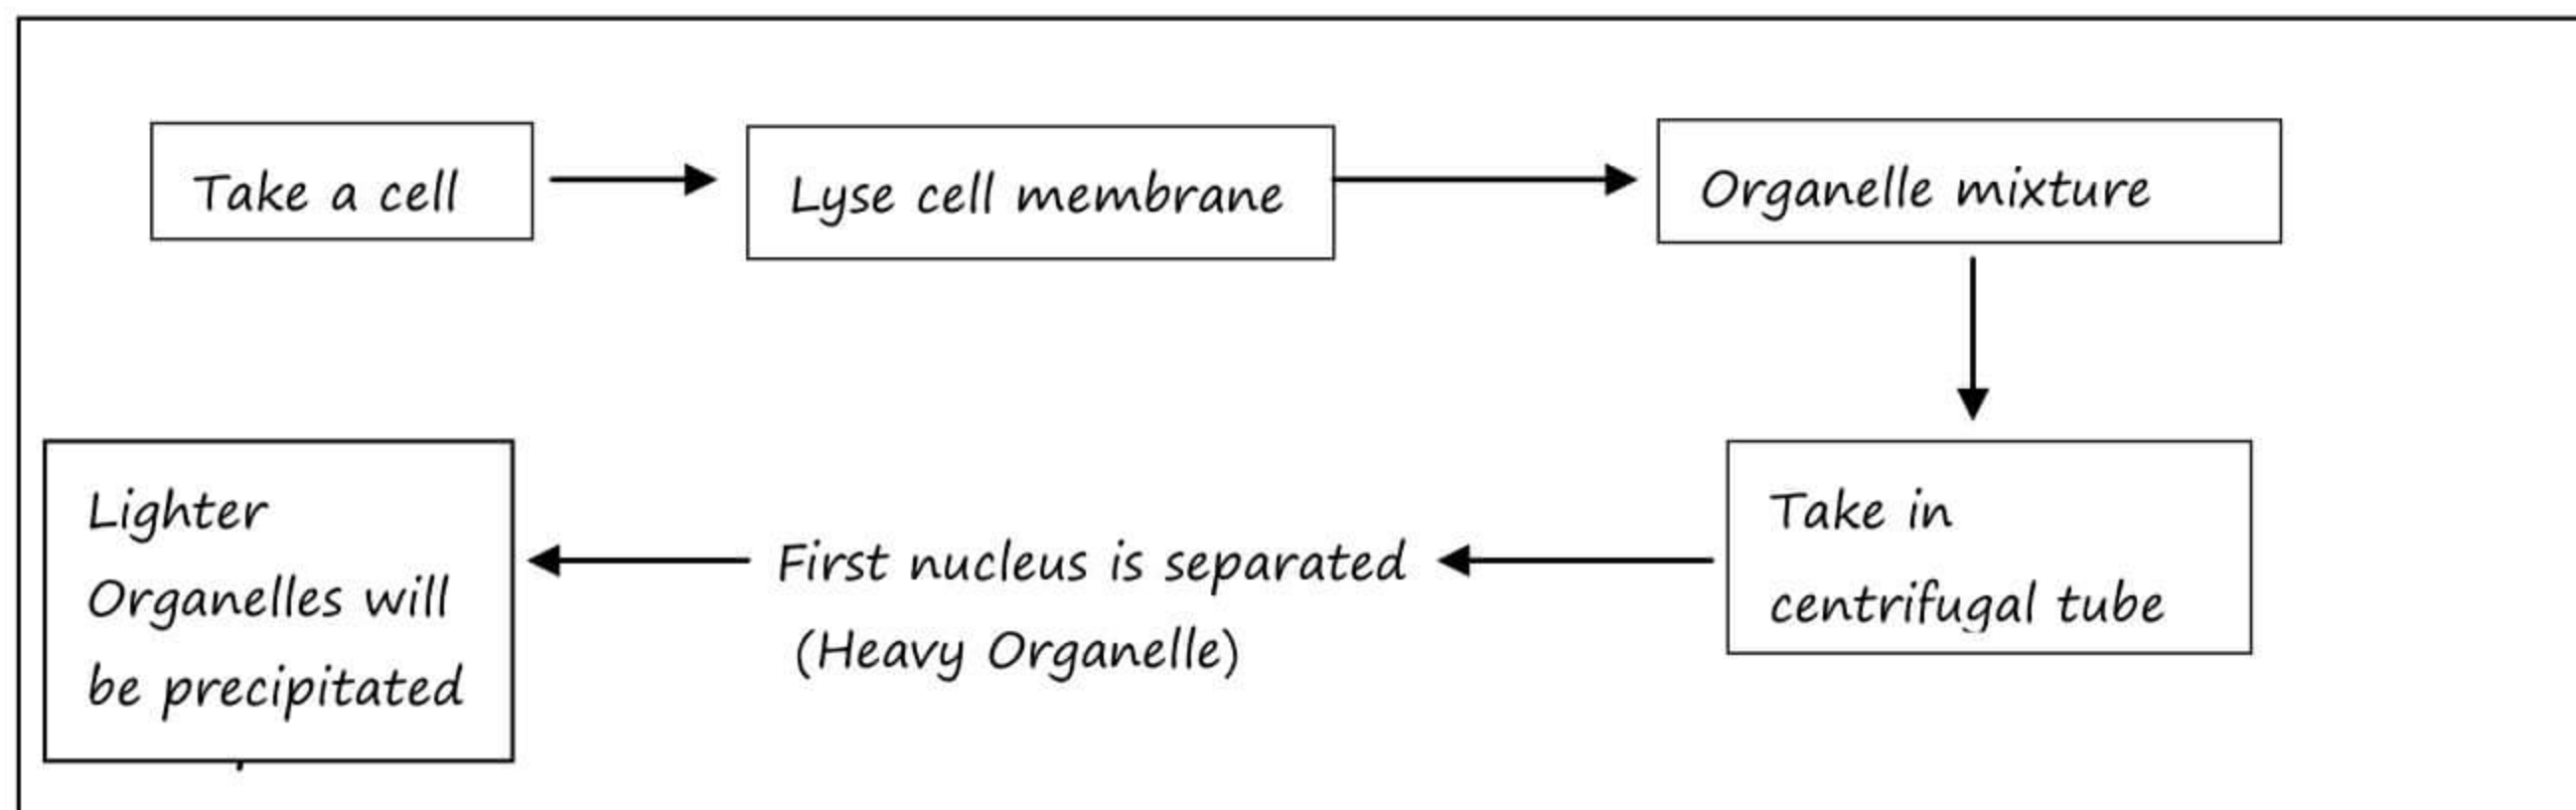 Take a cell
Lyse cell membrane
Organelle mixture
Take in
centrifugal tube
First nucleus is separated
(Heavy Organelle)
Lighter
Organelles will
be precipitated